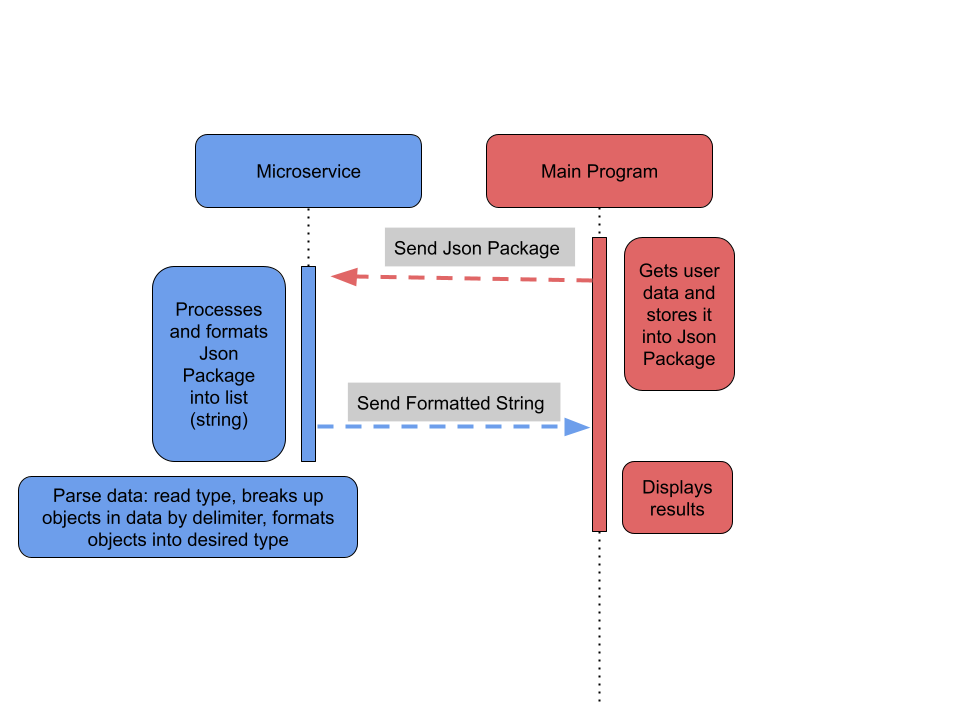 Microservice
Main Program
Send Json Package
Gets user
data and
stores it
into Json
Package
Processes
and formats
Json
Package
into list
(string)
Send Formatted String
Displays
results
Parse data: read type, breaks up
objects in data by delimiter, formats
objects into desired type